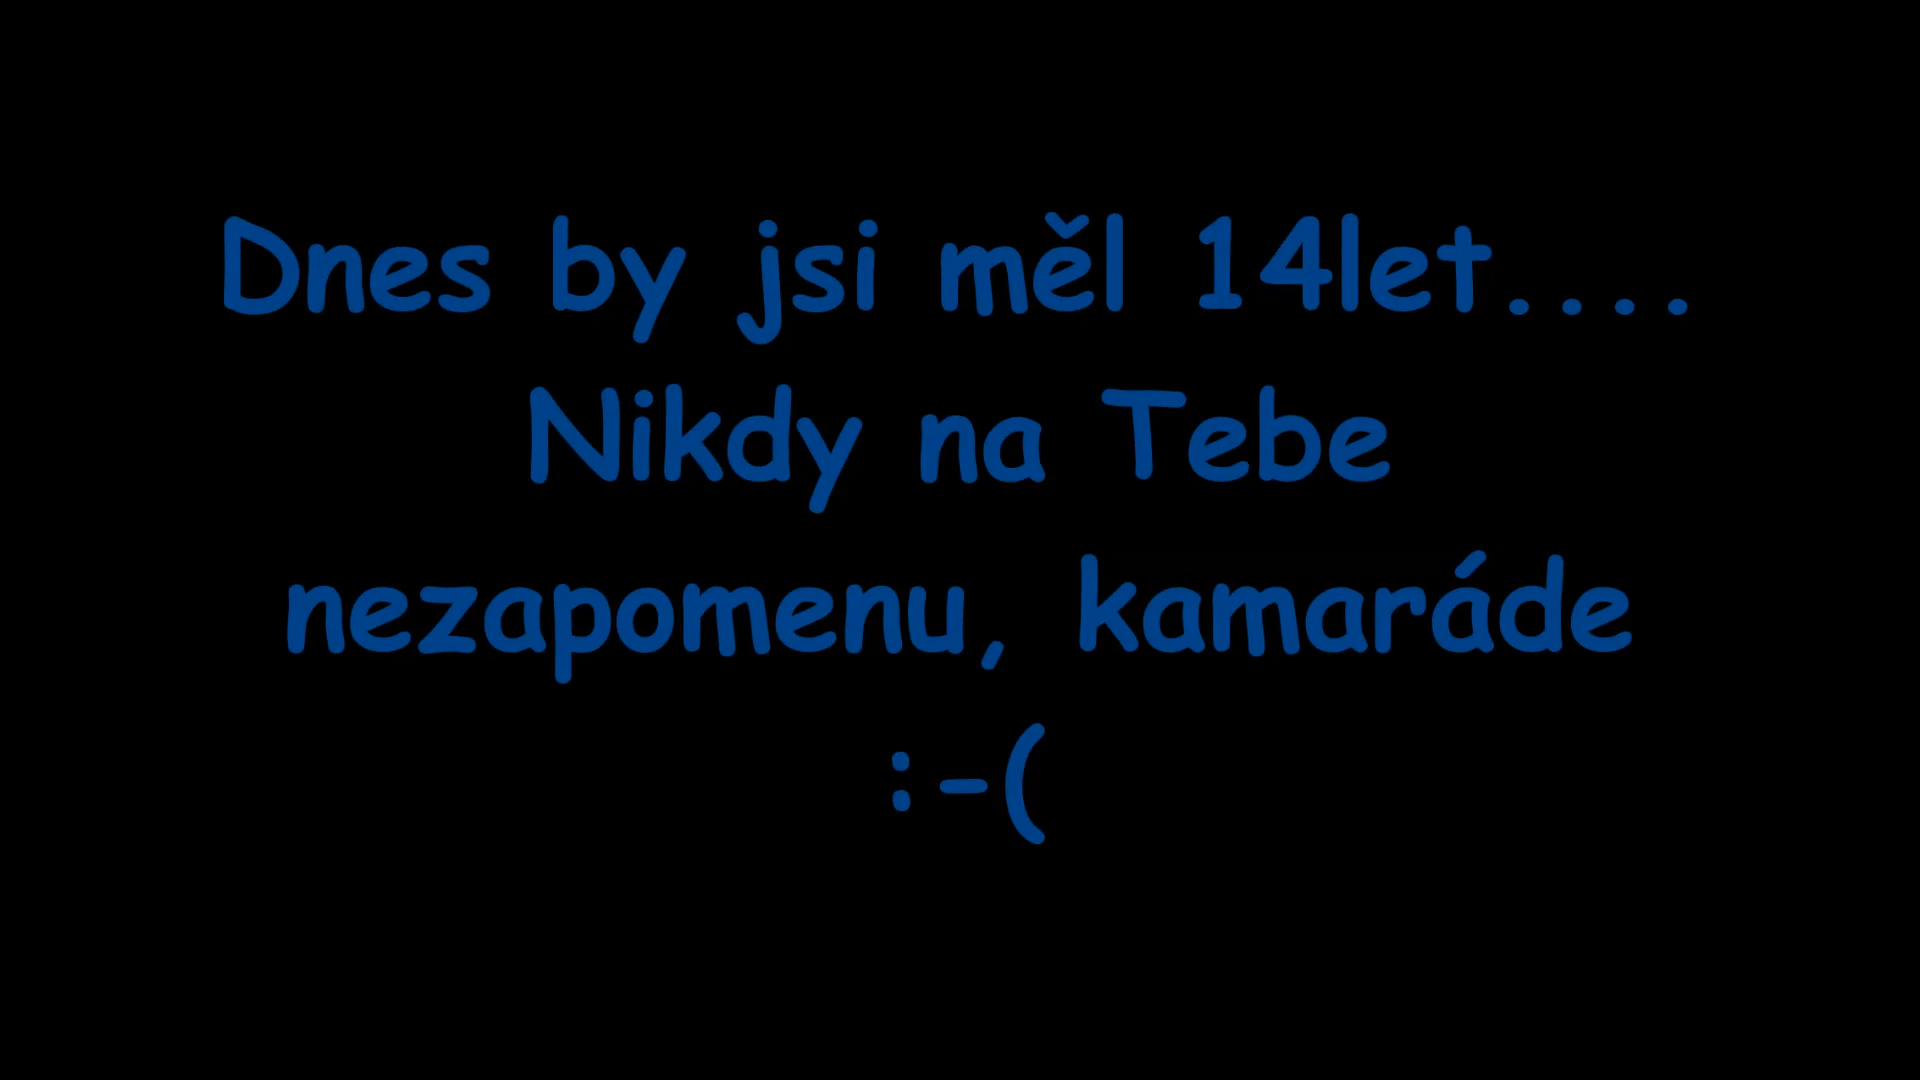 Dnes by jsi měl 14let....
Nikdy na Tebe
nezapomenu, kamaráde
:-(